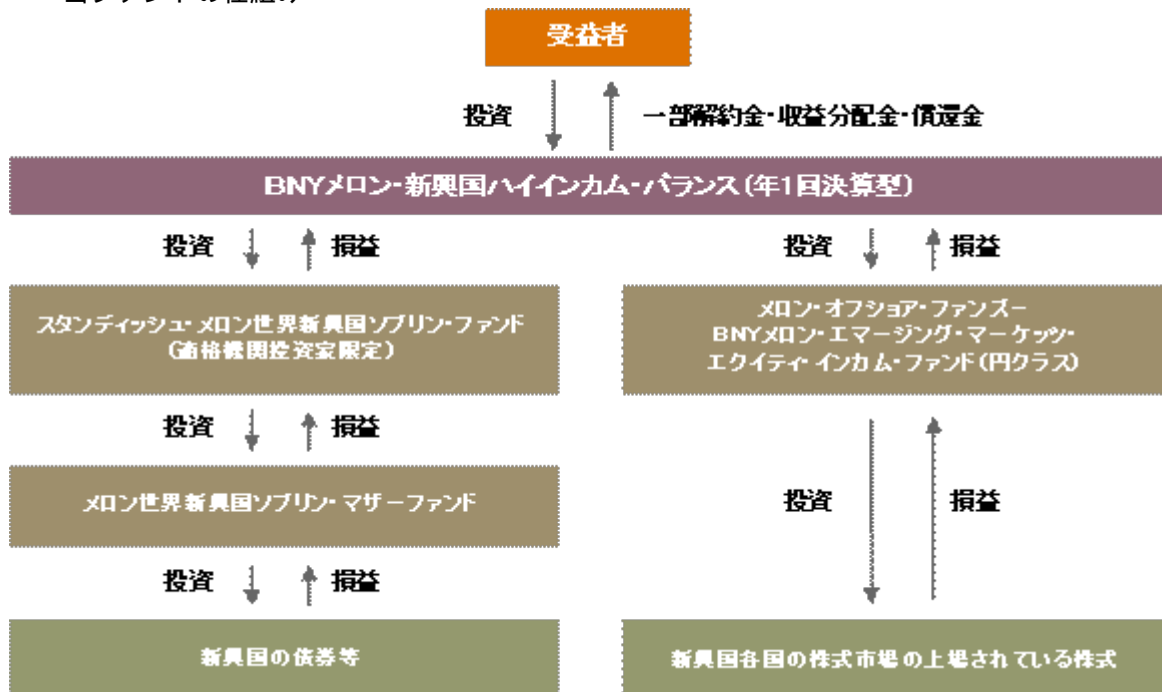 受益者
投資
一部解約金・収益分配金・償還金
BNYメロン・新興国ハイインカム・バランス(年1回決算型)
投資
損益
投資
損益
スタンディッシュ・メロン世界新興国ソブリン・ファンド
(適格機関投資家限定)
メロン・オフショア・ファンズー
BNYメロン・エマージング・マーケッツ・
エクイティ・インカム・ファンド(円クラス)
投資
損益
メロン世界新興国ソブリン・マザーファンド
投資
損益
投資
損益
新興国の債券等
新興国各国の株式市場の上場されている株式